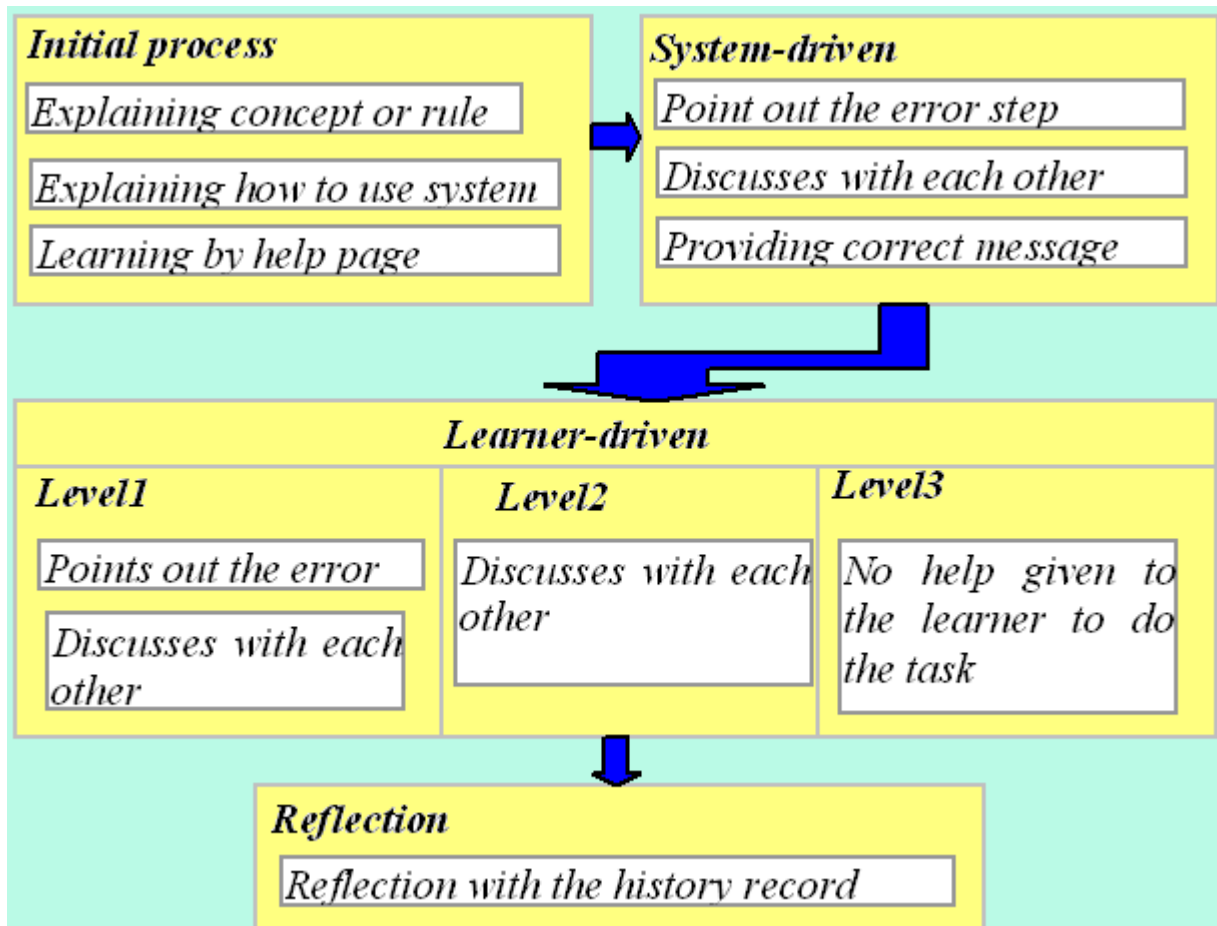 Initial process
Explaining concept or rule
Explaining how to use system
Learning by help page
System-driven
Point out the error step
Discusses with each other
Providing correct message
Learner-driven
Level1
Points out the error
Discusses with each
other
Level2
Discusses with each
other
Level3
No help given to
the learner to do
the task
Reflection
Reflection with the history record